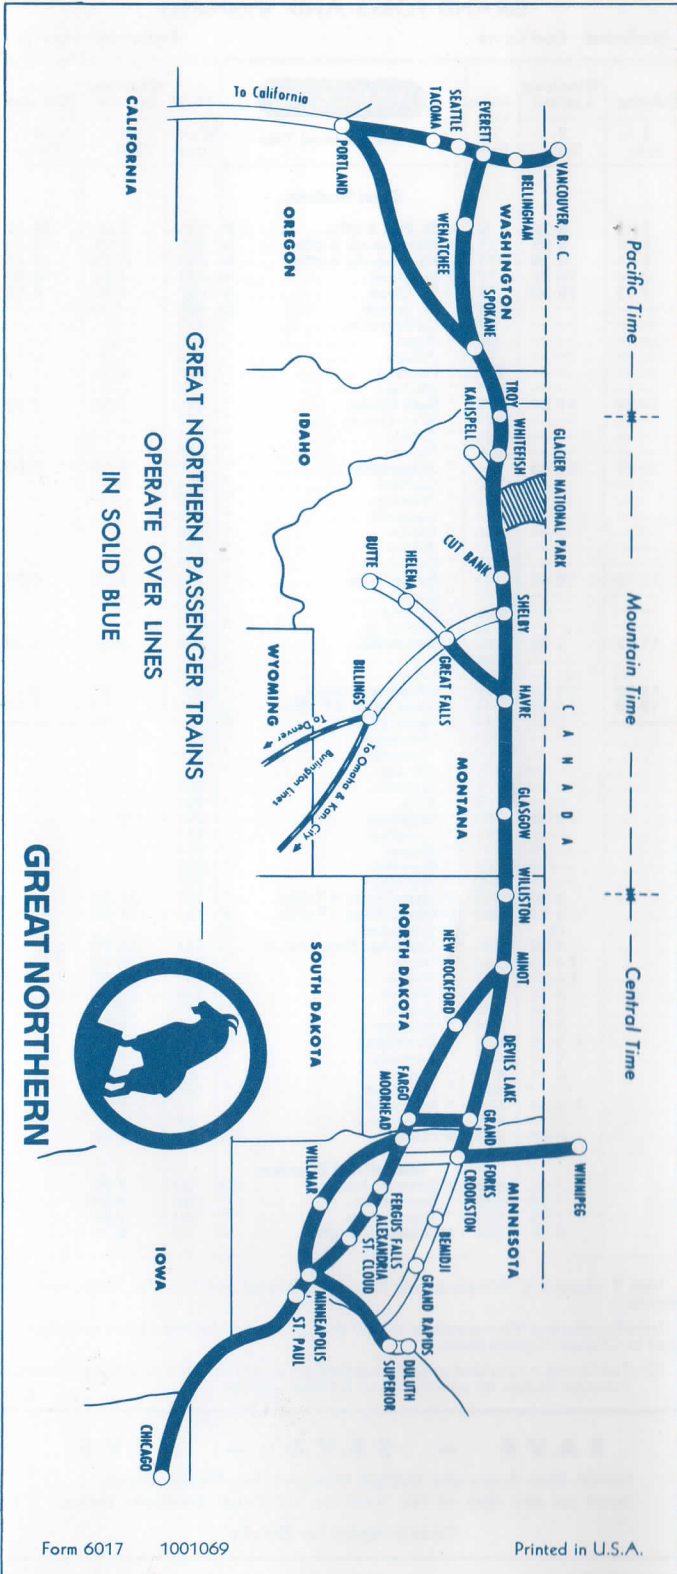 Pacific Time
Mountain Time
Central Time
CANADA
VANCOUVER, B. C.
BELLINGHAM
EVERETT
SEATTLE
TACOMA
PORTLAND
To California
CALIFORNIA
OREGON
WASHINGTON
WENATCHEE
SPOKANE
IDAHO
TROY
WHITEFISH
KALISPELL
GLACIER NATIONAL PARK
CUT BANK
SHELBY
HAVRE
GREAT FALLS
HELENA
BUTTE
BILLINGS
To Denver
Burlington Lines
To Omaha & Kan. City
WYOMING
MONTANA
GLASGOW
WILLISTON
MINOT
NEW ROCKFORD
DEVILS LAKE
NORTH DAKOTA
SOUTH DAKOTA
FARGO
MOORHEAD
GRAND FORKS
CROOKSTON
WINNIPEG
MINNESOTA
BEMIDJI
GRAND RAPIDS
DULUTH
SUPERIOR
WILLMAR
FERGUS FALLS
ALEXANDRIA
ST. CLOUD
MINNEAPOLIS
ST. PAUL
IOWA
CHICAGO
GREAT NORTHERN PASSENGER TRAINS
OPERATE OVER LINES
IN SOLID BLUE
GREAT NORTHERN
Form 6017 1001069
Printed in U.S.A.